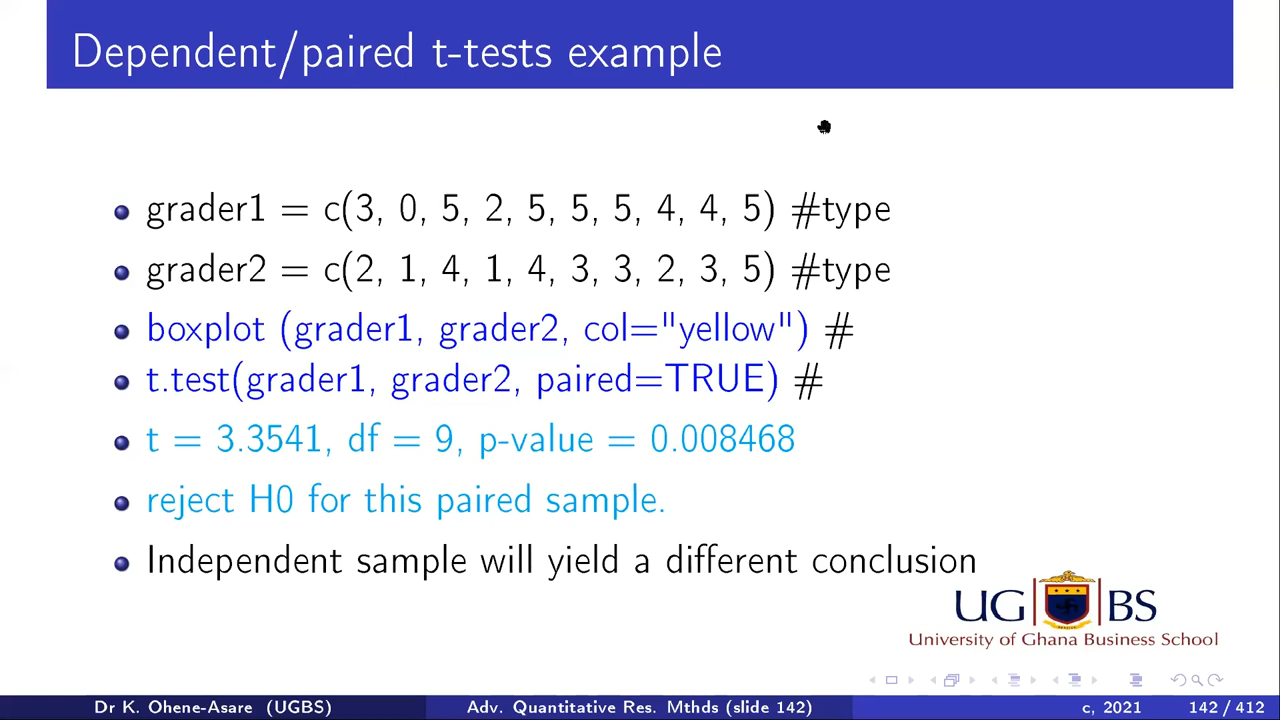 Dependent/paired t-tests example
grader1 = c(3, 0, 5, 2, 5, 5, 5, 4, 4, 5) #type
grader2 = c(2, 1, 4, 1, 4, 3, 3, 2, 3, 5) #type
boxplot (grader1, grader2, col="yellow") #
t.test(grader1, grader2, paired=TRUE) #
t = 3.3541, df = 9, p-value = 0.008468
reject H0 for this paired sample.
Independent sample will yield a different conclusion
UG BS
University of Ghana Business School
Dr K. Ohene-Asare (UGBS) Adv. Quantitative Res. Mthds (slide 142) c, 2021 142 / 412